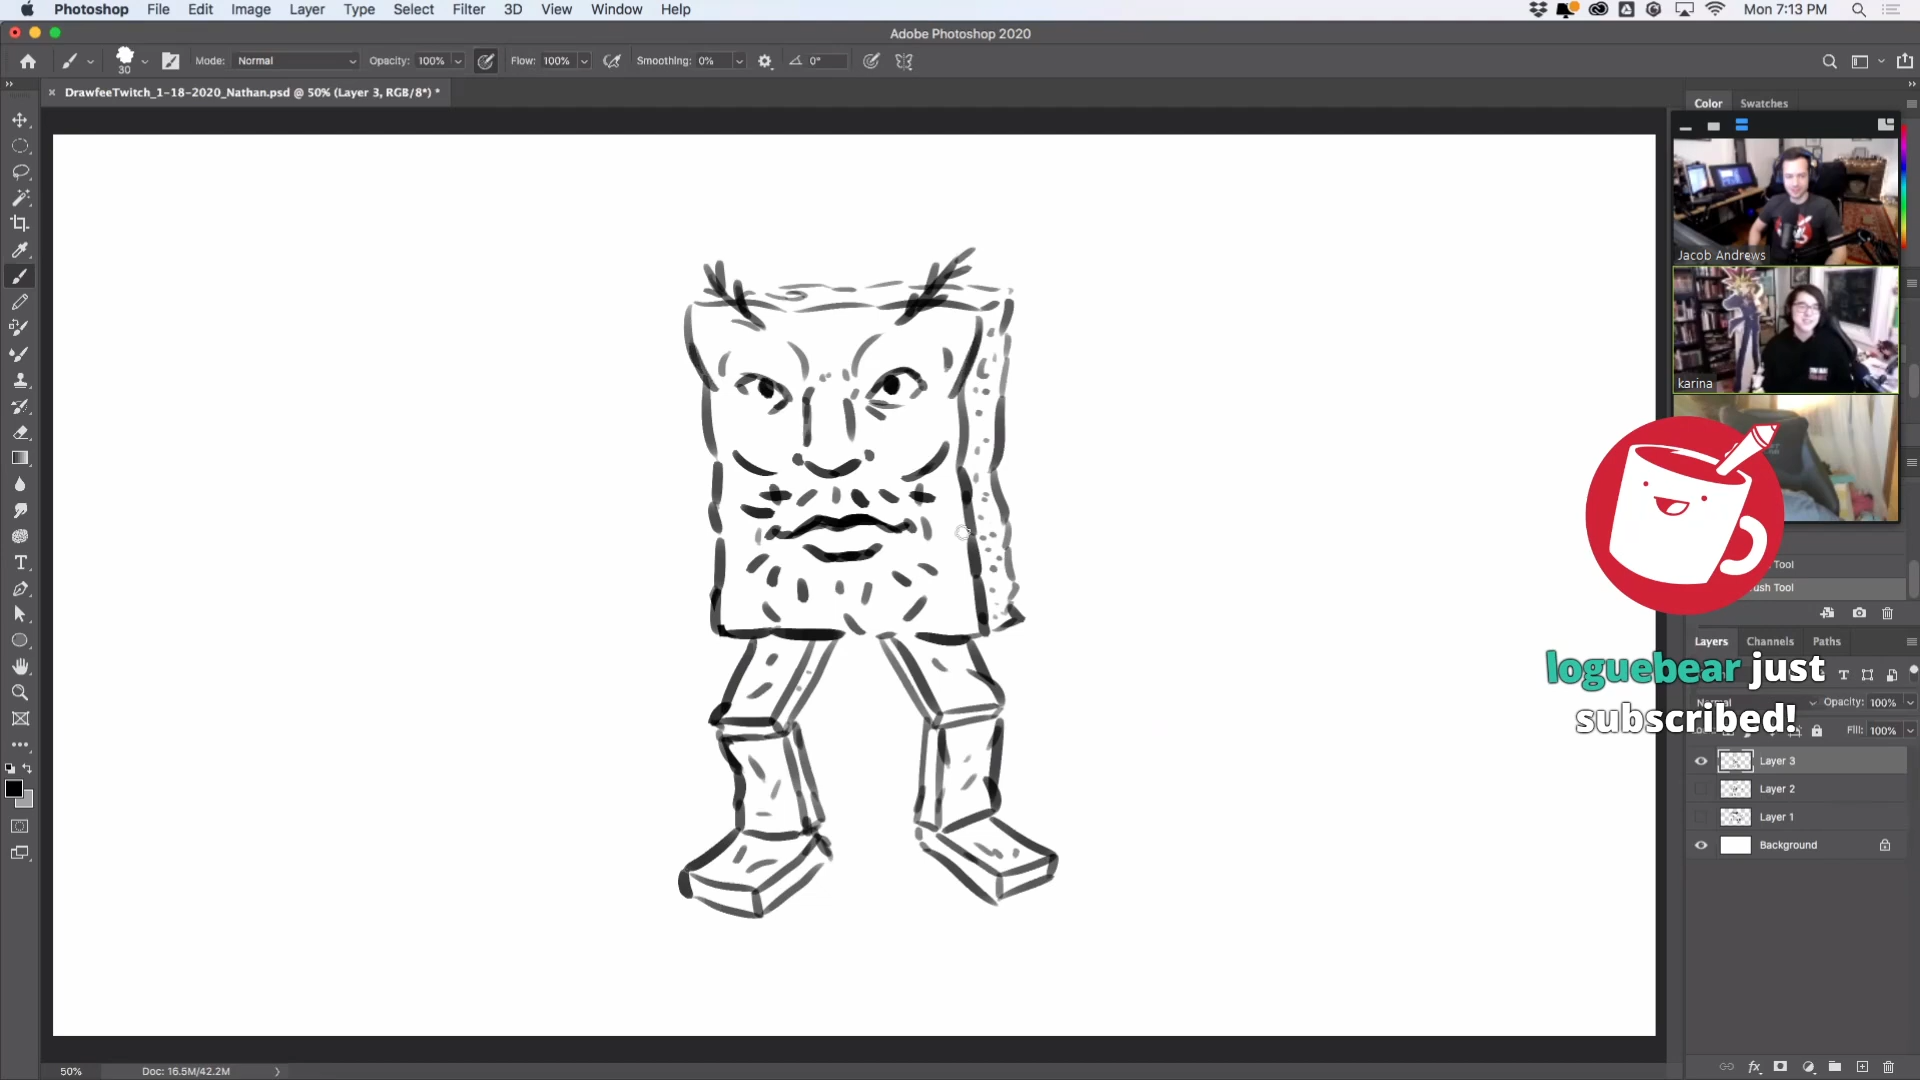 Photoshop File Edit Image Layer Type Select Filter 3D View Window Help
Mon 7:13 PM
Adobe Photoshop 2020
30
Mode: Normal
Opacity: 100%
Flow: 100%
Smoothing: 0%
0°
DrawfeeTwitch_1-18-2020_Nathan.psd @ 50% (Layer 3, RGB/8*) *
Color Swatches
Jacob Andrews
karina
Tool
ush Tool
Layers Channels Paths
loguebear just
subscribed!
Opacity: 100%
Fill: 100%
Layer 3
Layer 2
Layer 1
Background
50%
Doc: 16.5M/42.2M